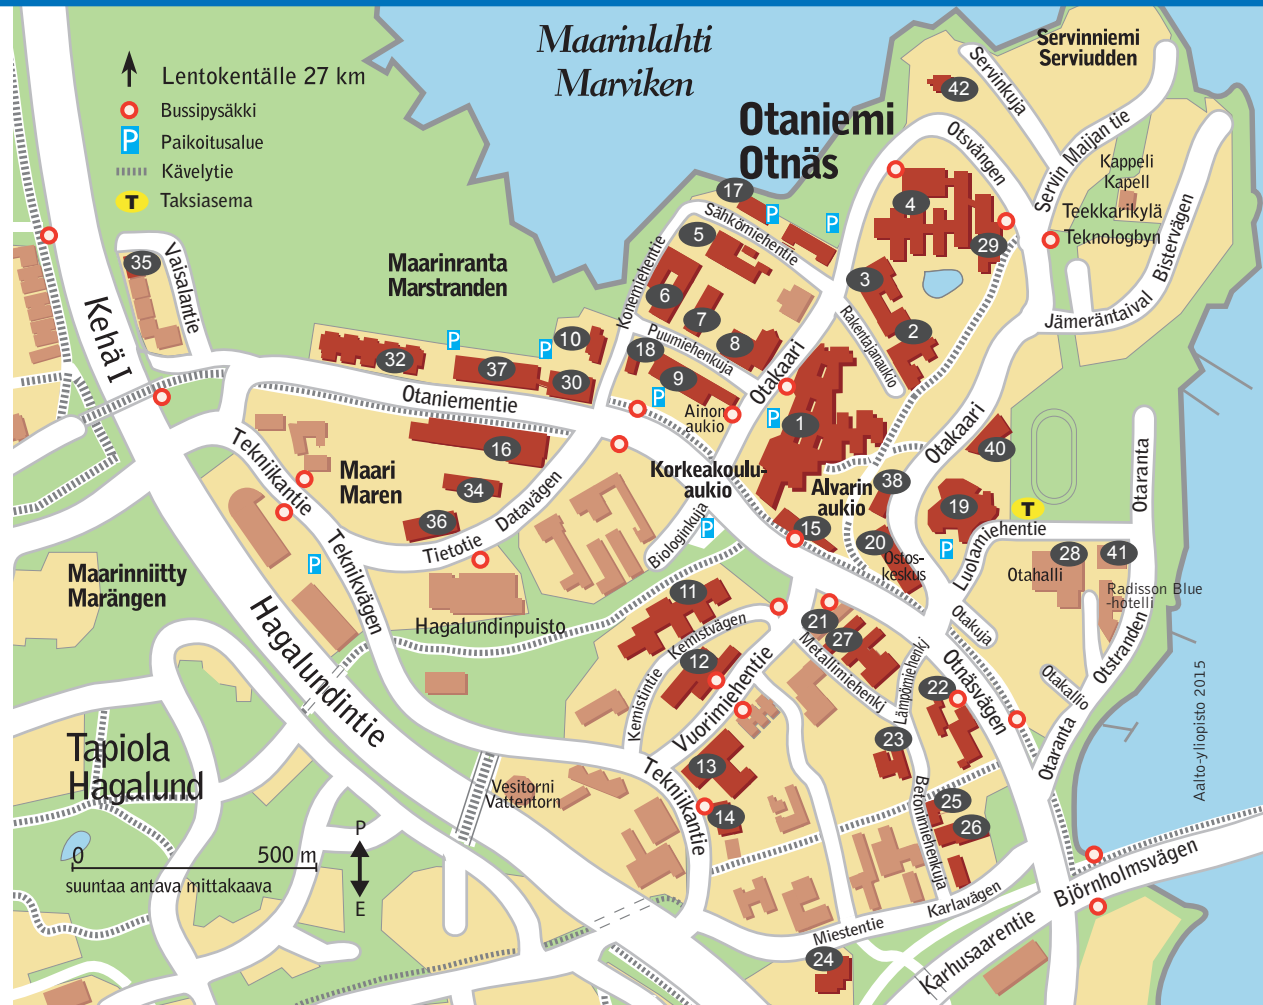 Maarinlahti
Marviken
Servinniemi
Serviudden
Lentokentälle 27 km
Bussipysäkki
P
Paikoitusalue
Kävelytie
T
Taksiasema
Otaniemi
Otnäs
42
Servinkuja
Otsvängen
Servin Maijan tie
Kappeli
Kapell
Teekkarikylä
Teknologbyn
Bistervägen
Jämeräntaival
17
P
P
Sähkömiehentie
4
29
5
3
2
6
7
8
Konemiehentie
Puumiehenkuja
Rakentajanaukio
35
Vaisalantie
Kehä I
Maarinranta
Marstranden
P
P
10
18
9
P
32
37
30
Otaniementie
Ainon
aukio
Otakaari
P
1
Otakaari
40
16
Korkeakoulu-
aukio
Alvarin
aukio
38
19
T
Otaranta
Tekniikantie
Maari
Maren
34
36
Datavägen
Tietotie
Biologinkuja
P
15
20
Ostos-
keskus
P
Luolamiehentie
28
41
Otahalli
Radisson Blue
-hotelli
P
Teknikvägen
Maarinniitty
Marängen
Hagalundintie
Hagalundinpuisto
11
Kemistvägen
12
Kemistintie
Vuorimiehentie
21
27
Metallimiehenkj
Lämpömiehenkj
Otakuja
Otnäsvägen
Otakallio
Otstranden
Otaranta
22
23
13
14
Tekniikantie
Tapiola
Hagalund
Vesitorni
Vattentorn
25
26
Betonimiehenkuja
Aalto-yliopisto 2015
0
500 m
suuntaa antava mittakaava
P
E
Miestentie
Karlavägen
24
Karhusaarentie
Björnholmsvägen